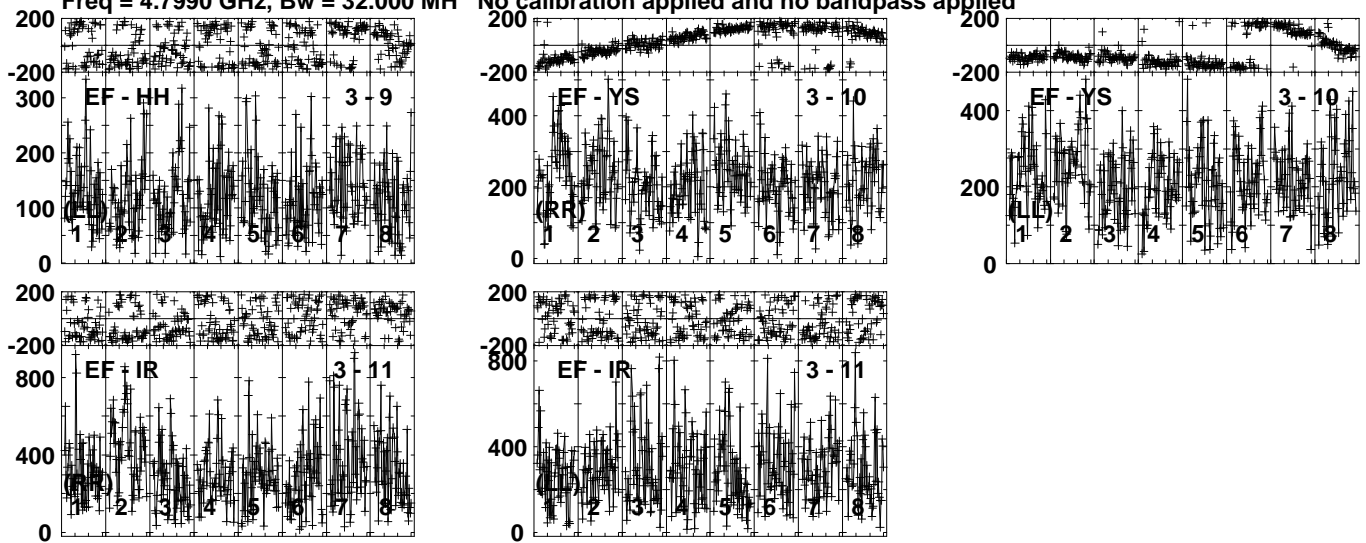 Freq = 4.7990 GHz, Bw = 32.000 MH No calibration applied and no bandpass applied
200
-200
EF - HH 3 - 9
300
200
100
0
(LL)
1 2 3 4 5 6 7 8
200
-200
EF - YS 3 - 10
400
200
0
(RR)
1 2 3 4 5 6 7 8
200
-200
EF - YS 3 - 10
400
200
0
(LL)
1 2 3 4 5 6 7 8
200
-200
EF - IR 3 - 11
800
400
0
(RR)
1 2 3 4 5 6 7 8
200
-200
EF - IR 3 - 11
800
400
0
(LL)
1 2 3 4 5 6 7 8